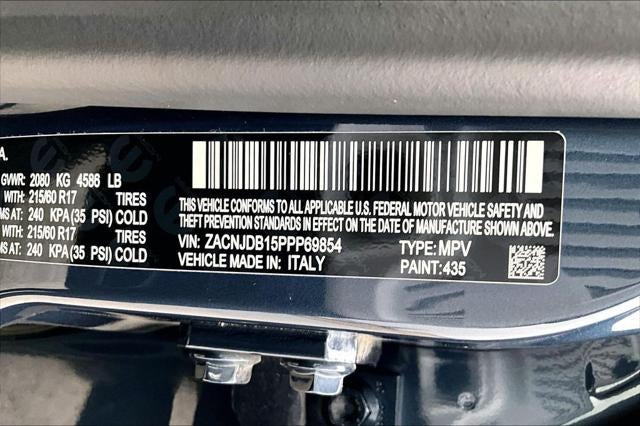 A.
GVWR: 2080 KG 4586 LB
WITH: 215/60 R17 TIRES
MS AT: 240 KPA (35 PSI) COLD
WITH: 215/60 R17 TIRES
MS AT: 240 KPA (35 PSI) COLD
THIS VEHICLE CONFORMS TO ALL APPLICABLE U.S. FEDERAL MOTOR VEHICLE SAFETY AND
THEFT PREVENTION STANDARDS IN EFFECT ON THE DATE OF MANUFACTURE SHOWN ABOVE.
VIN: ZACNJDB15PPP69854 TYPE: MPV
VEHICLE MADE IN: ITALY PAINT: 435